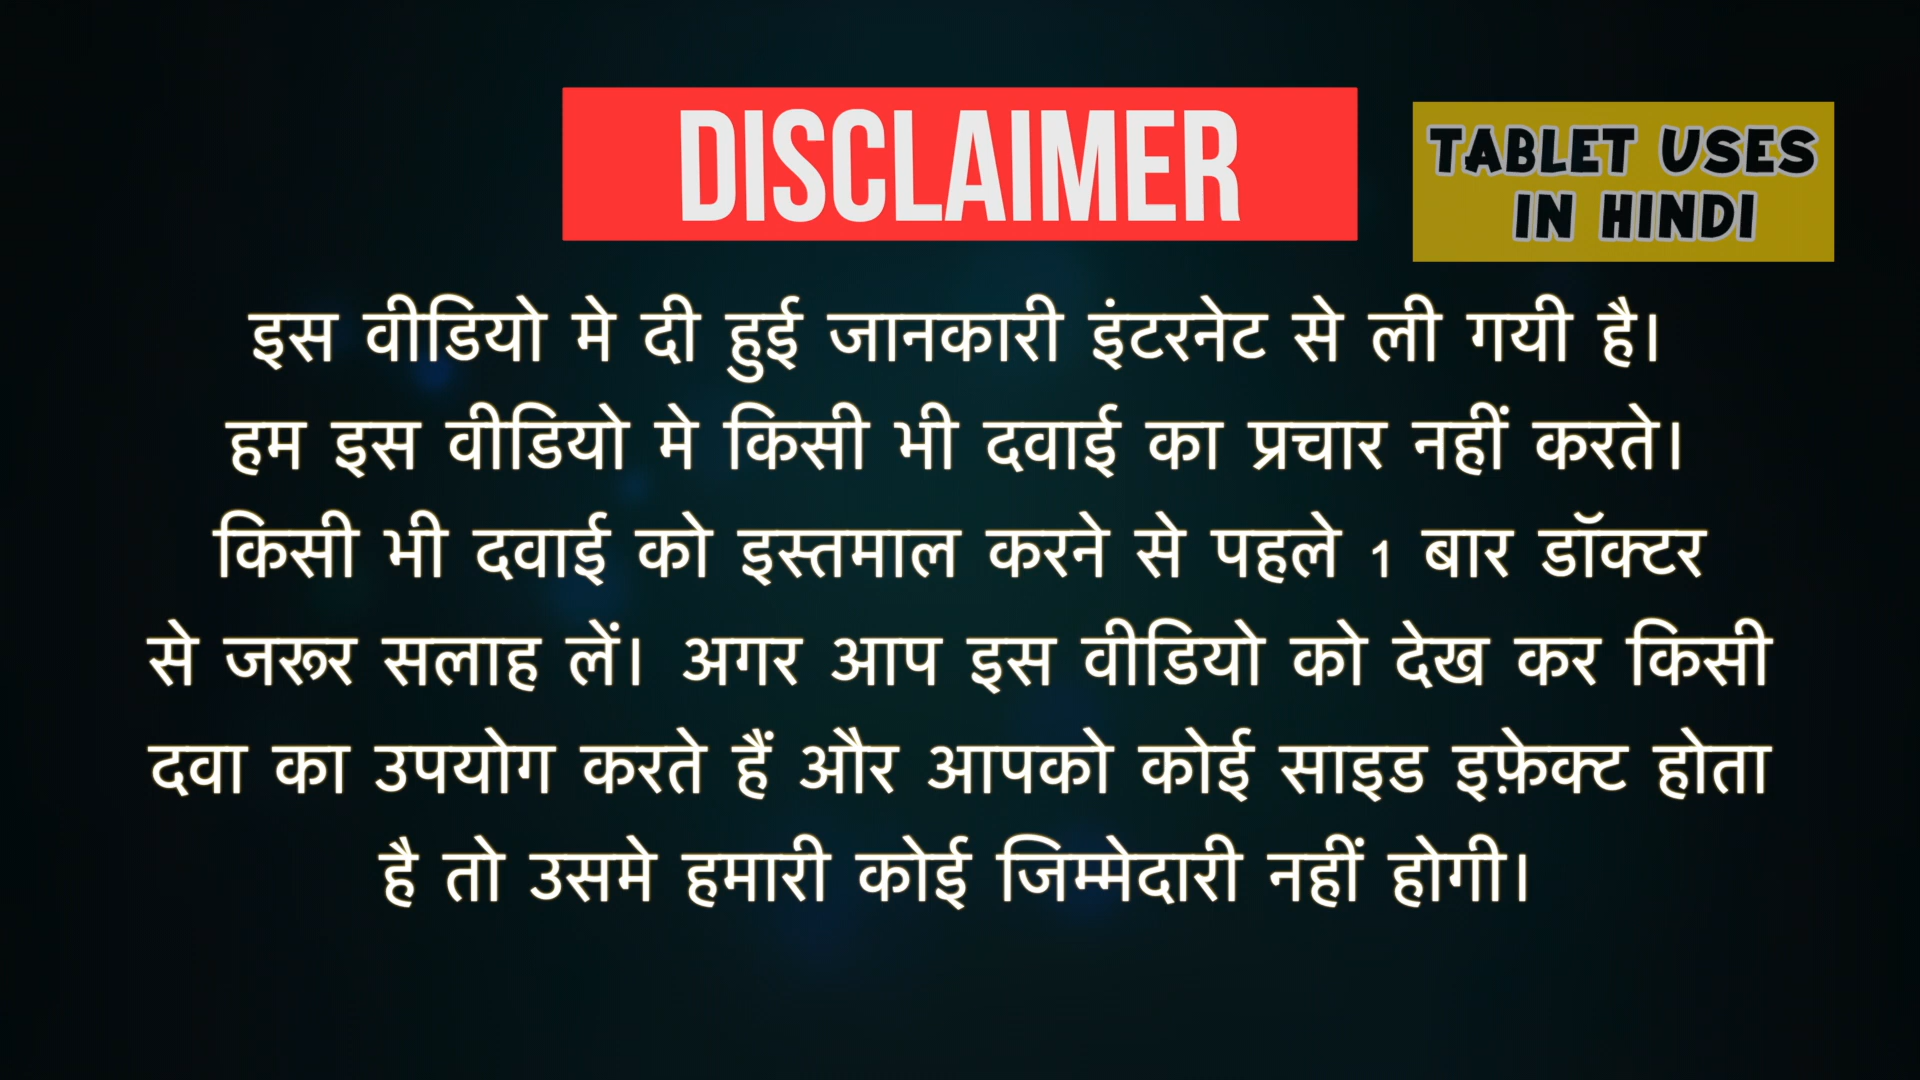 DISCLAIMER
TABLET USES
IN HINDI
इस वीडियो मे दी हुई जानकारी इंटरनेट से ली गयी है।
हम इस वीडियो मे किसी भी दवाई का प्रचार नहीं करते।
किसी भी दवाई को इस्तमाल करने से पहले 1 बार डॉक्टर
से जरूर सलाह लें। अगर आप इस वीडियो को देख कर किसी
दवा का उपयोग करते हैं और आपको कोई साइड इफ़ेक्ट होता
है तो उसमे हमारी कोई जिम्मेदारी नहीं होगी।